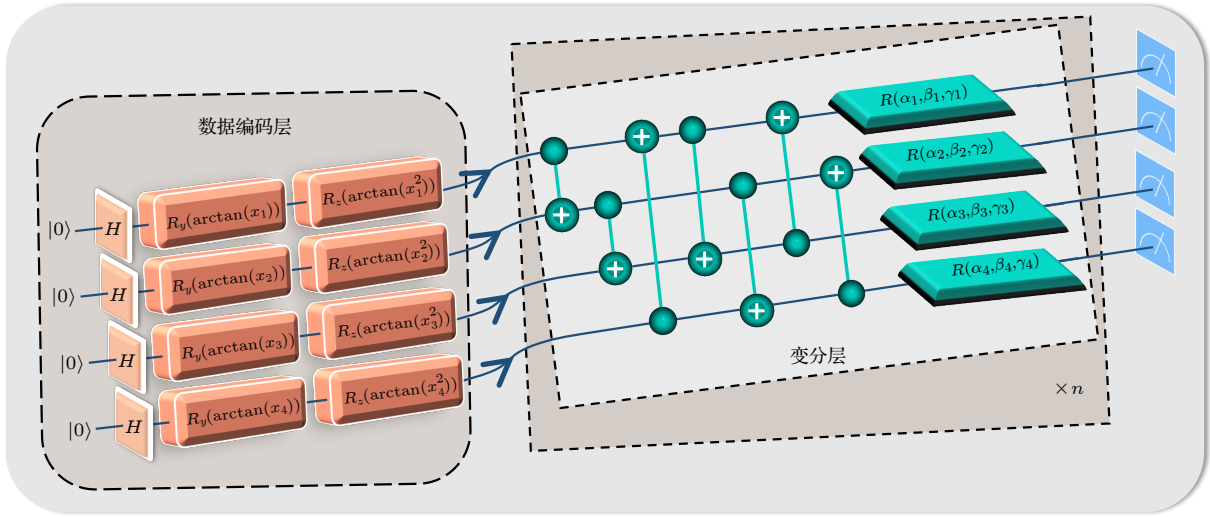 数据编码层
|0⟩ H R_y(arctan(x_1)) R_z(arctan(x_1^2))
|0⟩ H R_y(arctan(x_2)) R_z(arctan(x_2^2))
|0⟩ H R_y(arctan(x_3)) R_z(arctan(x_3^2))
|0⟩ H R_y(arctan(x_4)) R_z(arctan(x_4^2))
R(α_1,β_1,γ_1)
R(α_2,β_2,γ_2)
R(α_3,β_3,γ_3)
R(α_4,β_4,γ_4)
变分层
× n